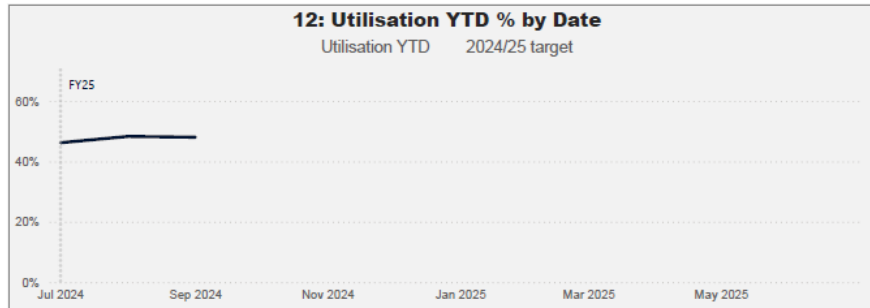 12: Utilisation YTD % by Date
Utilisation YTD 2024/25 target
FY25
60%
40%
20%
0%
Jul 2024 Sep 2024 Nov 2024 Jan 2025 Mar 2025 May 2025